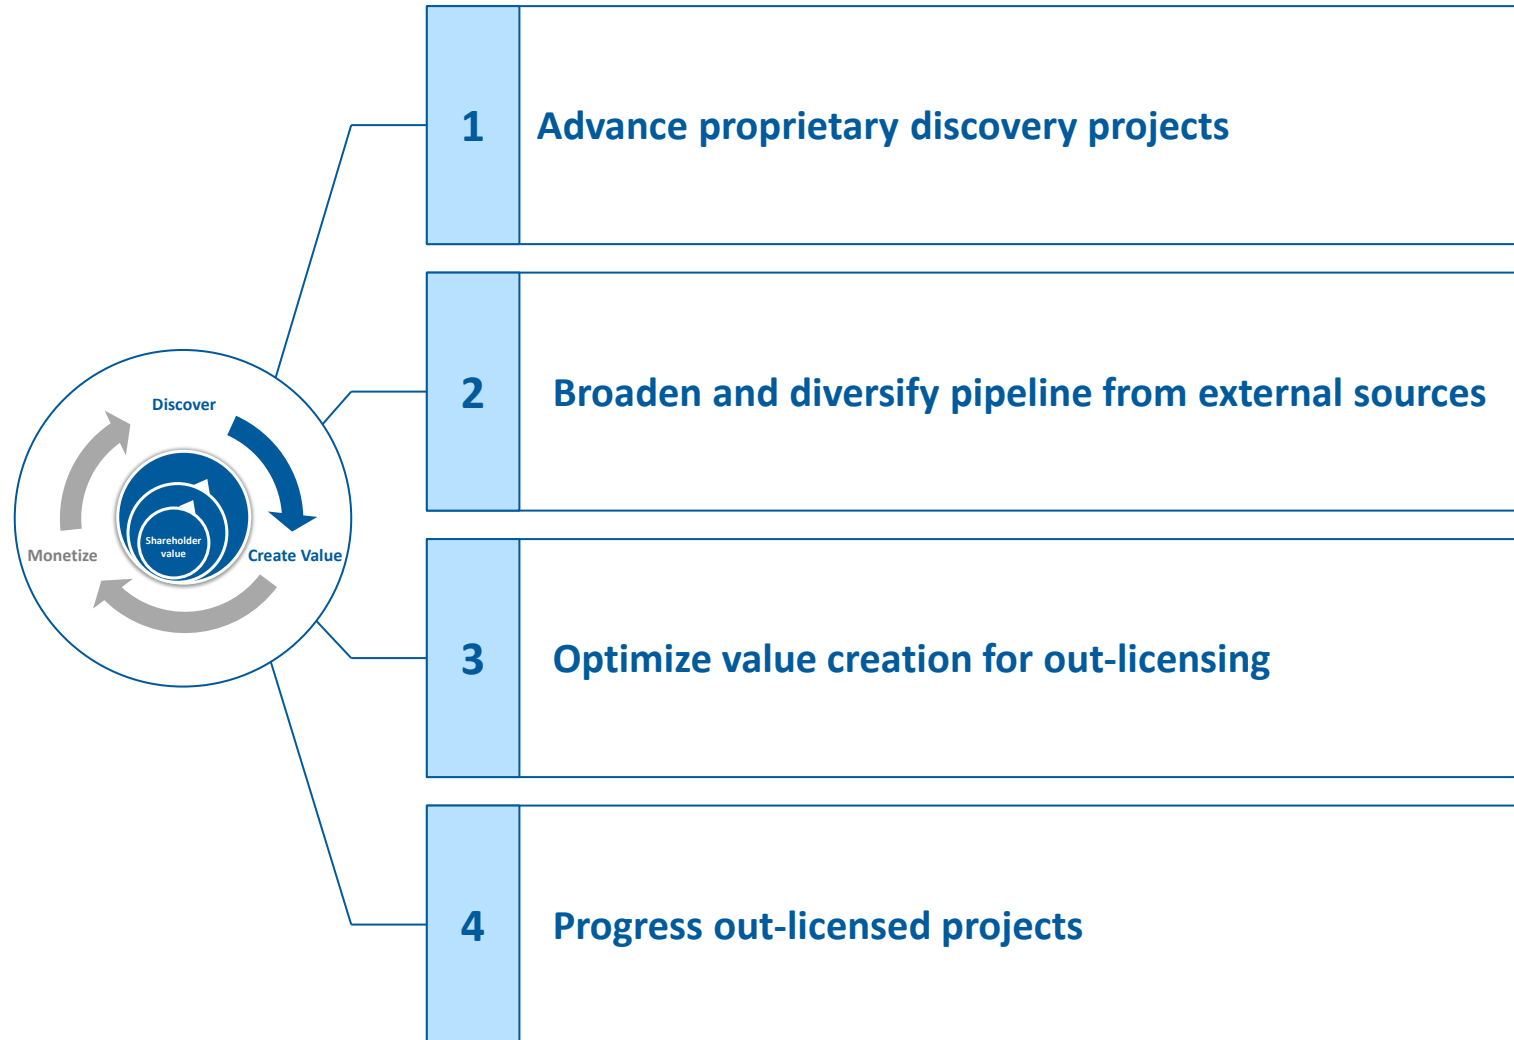 1
Advance proprietary discovery projects
2
Broaden and diversify pipeline from external sources
Discover
Shareholder
value
Monetize
Create Value
3
Optimize value creation for out-licensing
4
Progress out-licensed projects